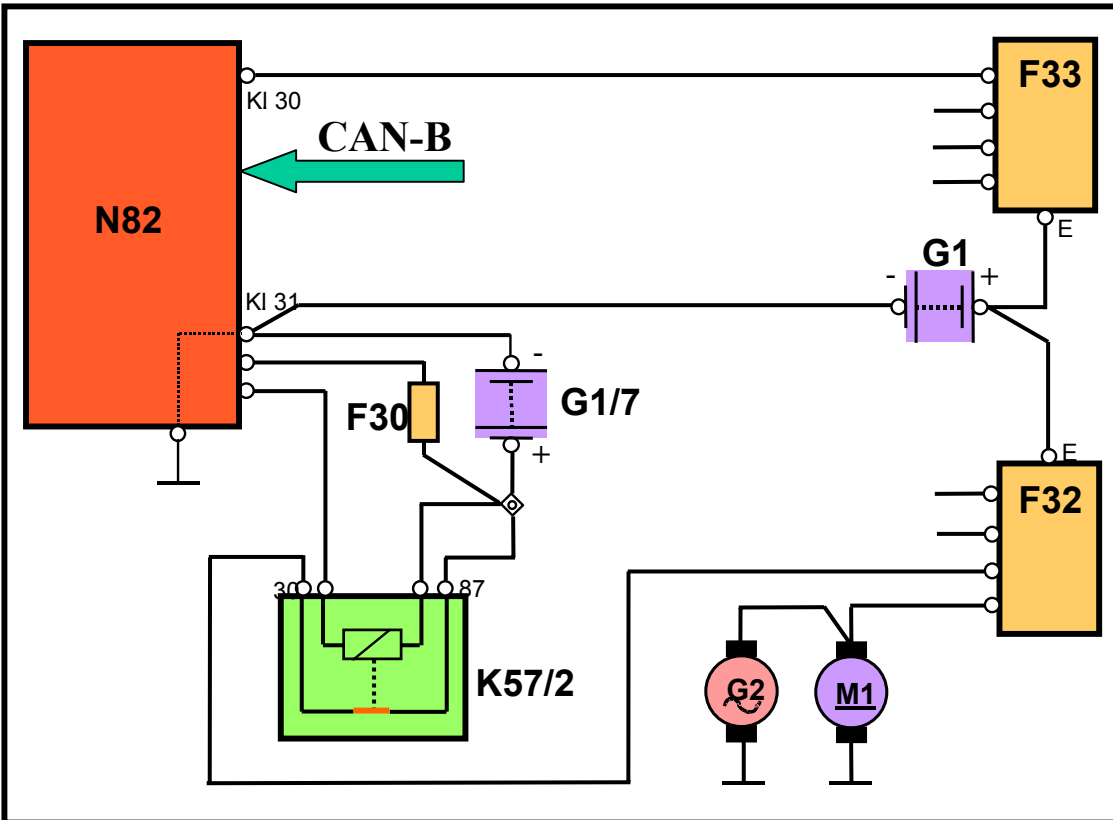 F33
Kl 30
CAN-B
N82
E
G1
- +
Kl 31
-
G1/7
F30
+
E
F32
30
87
K57/2
G2
M1